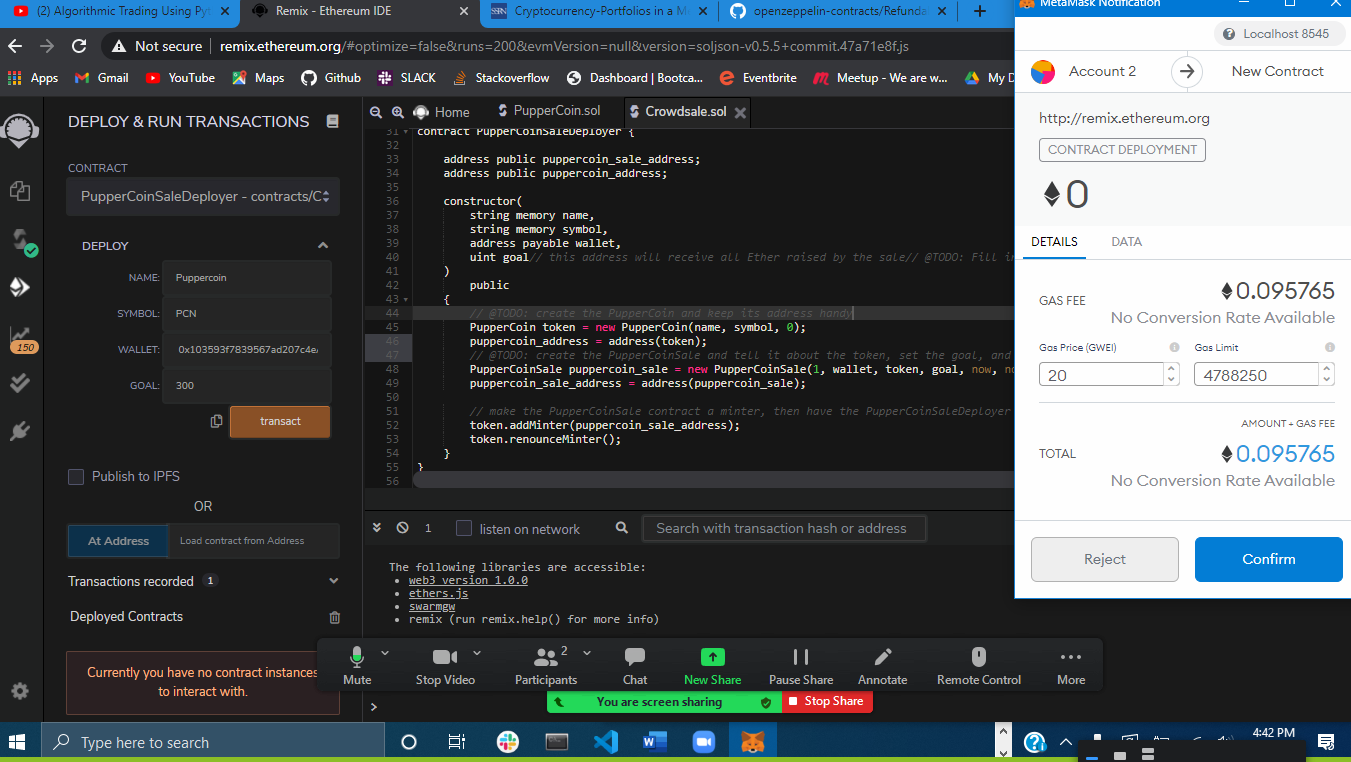 (2) Algorithmic Trading Using Pyt
Remix - Ethereum IDE
Cryptocurrency-Portfolios in a M
openzeppelin-contracts/Refunda
MetaMask Notification
Not secure
remix.ethereum.org/#optimize=false&runs=200&evmVersion=null&version=soljson-v0.5.5+commit.47a71e8f.js
Apps
Gmail
YouTube
Maps
Github
SLACK
Stackoverflow
Dashboard | Bootca...
Eventbrite
Meetup - We are w...
My D
DEPLOY & RUN TRANSACTIONS
CONTRACT
PupperCoinSaleDeployer - contracts/C
DEPLOY
NAME:
Puppercoin
SYMBOL:
PCN
WALLET:
0x103593f7839567ad207c4e
GOAL:
300
transact
Publish to IPFS
OR
At Address
Load contract from Address
Transactions recorded
1
Deployed Contracts
Currently you have no contract instances
to interact with.
150
Home
PupperCoin.sol
Crowdsale.sol
31 contract PupperCoinSaleDeployer {
32
33 address public puppercoin_sale_address;
34 address public puppercoin_address;
35
36 constructor(
37 string memory name,
38 string memory symbol,
39 address payable wallet,
40 uint goal// this address will receive all Ether raised by the sale// @TODO: Fill in
41 )
42 public
43 {
44 // @TODO: create the PupperCoin and keep its address handy
45 PupperCoin token = new PupperCoin(name, symbol, 0);
46 puppercoin_address = address(token);
47 // @TODO: create the PupperCoinSale and tell it about the token, set the goal, and
48 PupperCoinSale puppercoin_sale = new PupperCoinSale(1, wallet, token, goal, now, no
49 puppercoin_sale_address = address(puppercoin_sale);
50
51 // make the PupperCoinSale contract a minter, then have the PupperCoinSaleDeployer
52 token.addMinter(puppercoin_sale_address);
53 token.renounceMinter();
54 }
55 }
56
1
listen on network
Search with transaction hash or address
The following libraries are accessible:
web3 version 1.0.0
ethers.js
swarmgw
remix (run remix.help() for more info)
>
Localhost 8545
Account 2
New Contract
http://remix.ethereum.org
CONTRACT DEPLOYMENT
0
DETAILS
DATA
GAS FEE
0.095765
No Conversion Rate Available
Gas Price (GWEI)
Gas Limit
20
4788250
AMOUNT + GAS FEE
TOTAL
0.095765
No Conversion Rate Available
Reject
Confirm
Mute
Stop Video
2
Participants
Chat
New Share
Pause Share
Annotate
Remote Control
More
You are screen sharing
Stop Share
Type here to search
4:42 PM